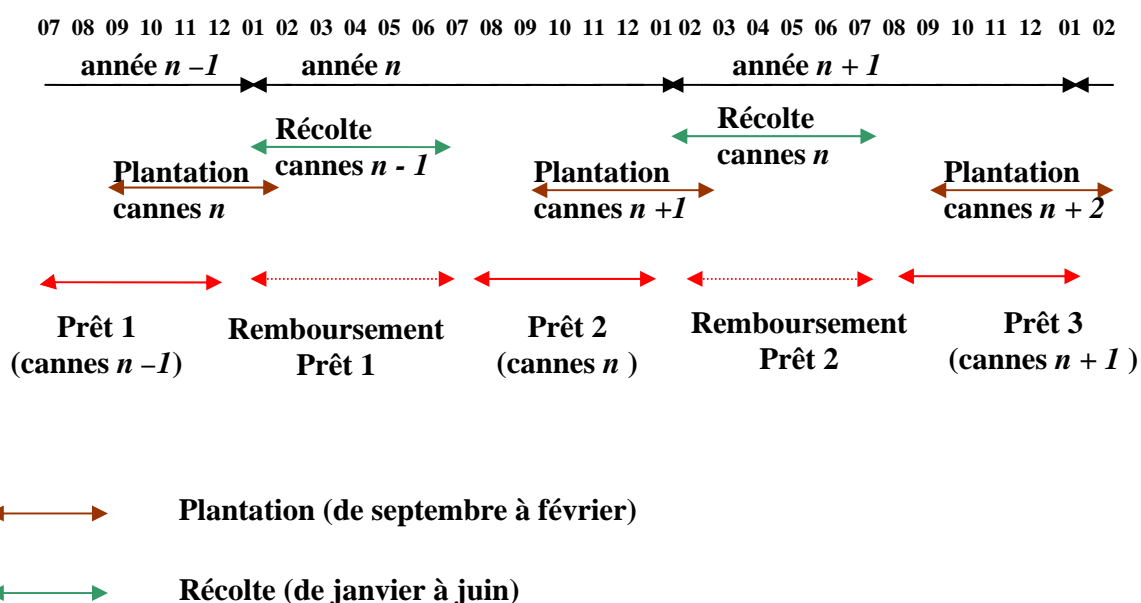 07 08 09 10 11 12 01 02 03 04 05 06 07 08 09 10 11 12 01 02 03 04 05 06 07 08 09 10 11 12 01 02
année n –1 année n année n + 1
Récolte
cannes n - 1
Récolte
cannes n
Plantation
cannes n
Plantation
cannes n +1
Plantation
cannes n + 2
Prêt 1
(cannes n –1)
Remboursement
Prêt 1
Prêt 2
(cannes n )
Remboursement
Prêt 2
Prêt 3
(cannes n + 1 )
Plantation (de septembre à février)
Récolte (de janvier à juin)